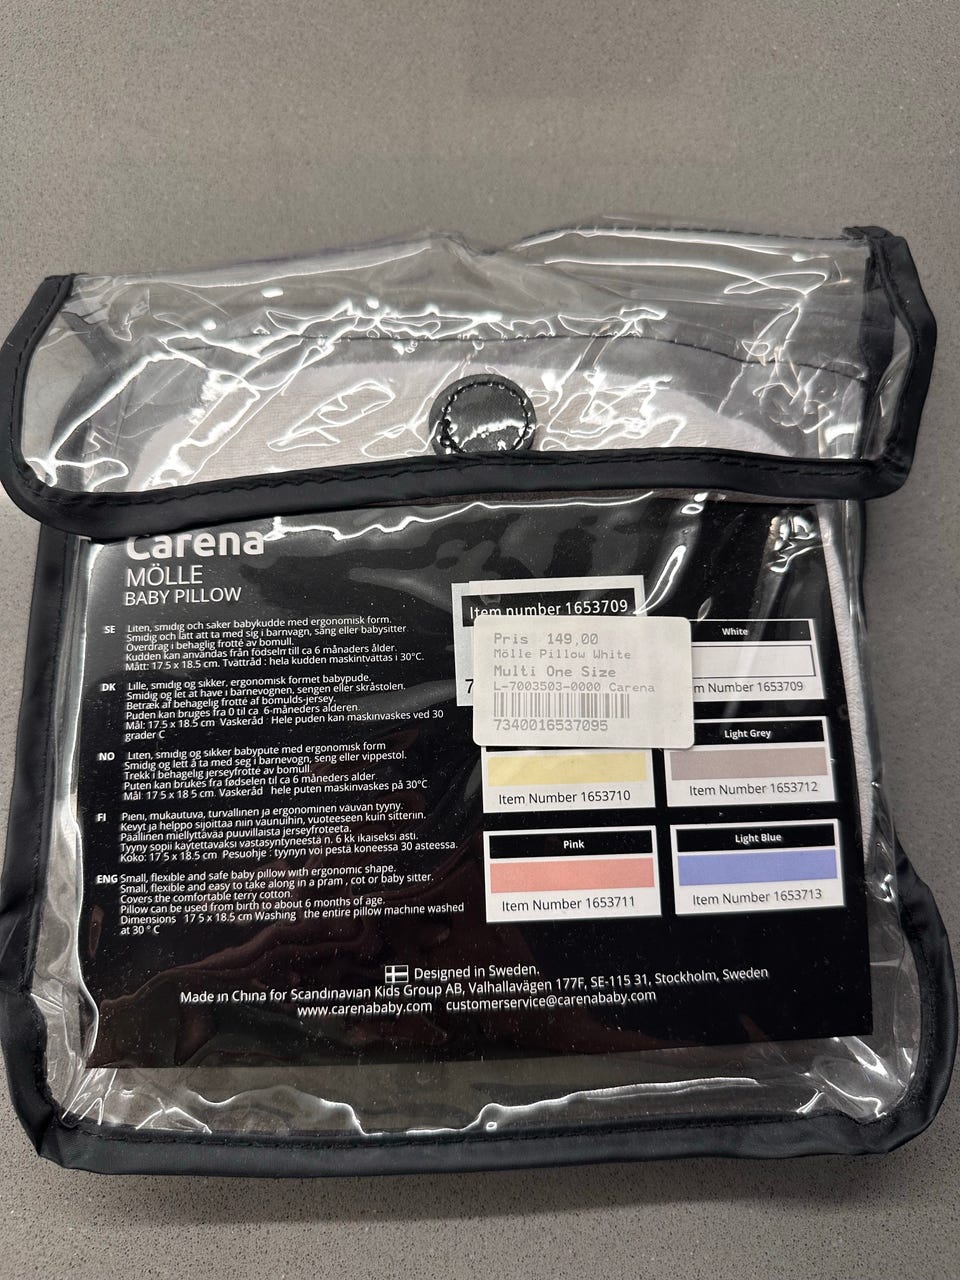 Carena
MÖLLE
BABY PILLOW
SE Liten, smidig och säker babykudde med ergonomisk form.
Smidig och lätt att ta med sig i barnvagn, säng eller babysitter
Överdrag i behaglig frotté av bomull.
Kudden kan användas från födseln till ca 6 månaders ålder.
Mått: 17.5 x 18.5 cm. Tvättråd : hela kudden maskintvättas i 30°C.
DK Lille, smidig og sikker, ergonomisk formet babypude.
Smidig og let at have i barnevognen, sengen eller skråstolen.
Betræk af behagelig frotté af bomulds-jersey.
Puden kan bruges fra 0 til ca 6-måneders alderen.
Mål: 17.5 x 18.5 cm Vaskeråd Hele puden kan maskinvaskes ved 30
grader C
NO Liten, smidig og sikker babypute med ergonomisk form
Smidig og lett å ta med seg i barnevogn, seng eller vippestol.
Trekk i behagelig jerseyfrotte av bomull.
Puten kan brukes fra fødselen til ca 6 måneders alder
Mål 17 5 x 18 5 cm Vaskeråd hele puten maskinvaskes på 30°C
FI Pieni, mukautuva, turvallinen ja ergonominen vauvan tyyny.
Kevyt ja helppo sijoittaa niin vaunuihin, vuoteeseen kuin sitteriin.
Päällinen miellyttävää puuvillaista jerseyfroteeta.
Tyyny sopii käytettäväksi vastasyntyneestä n. 6 kk ikäiseksi asti.
Koko: 17 5 x 18.5 cm Pesuohje : tyynyn voi pestä koneessa 30 asteessa.
ENG Small, flexible and safe baby pillow with ergonomic shape.
Small, flexible and easy to take along in a pram , cot or baby sitter.
Covers the comfortable terry cotton.
Pillow can be used from birth to about 6 months of age.
Dimensions 17 5 x 18.5 cm Washing the entire pillow machine washed
at 30 ° C
Item number 1653709
7
Pris 149,00
Mölle Pillow White
Multi One Size
L-7003503-0000 Carena
7340016537095
White
m Number 1653709
Item Number 1653710
Light Grey
Item Number 1653712
Pink
Item Number 1653711
Light Blue
Item Number 1653713
Designed in Sweden.
Made in China for Scandinavian Kids Group AB, Valhallavägen 177F, SE-115 31, Stockholm, Sweden
www.carenababy.com customerservice@carenababy.com